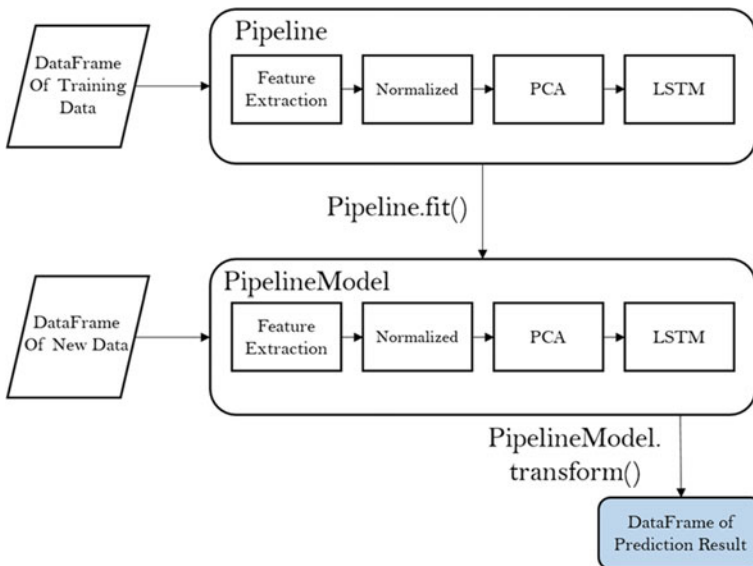 DataFrame
Of Training
Data
Pipeline
Feature
Extraction
Normalized
PCA
LSTM
Pipeline.fit()
DataFrame
Of New Data
PipelineModel
Feature
Extraction
Normalized
PCA
LSTM
PipelineModel.
transform()
DataFrame of
Prediction Result